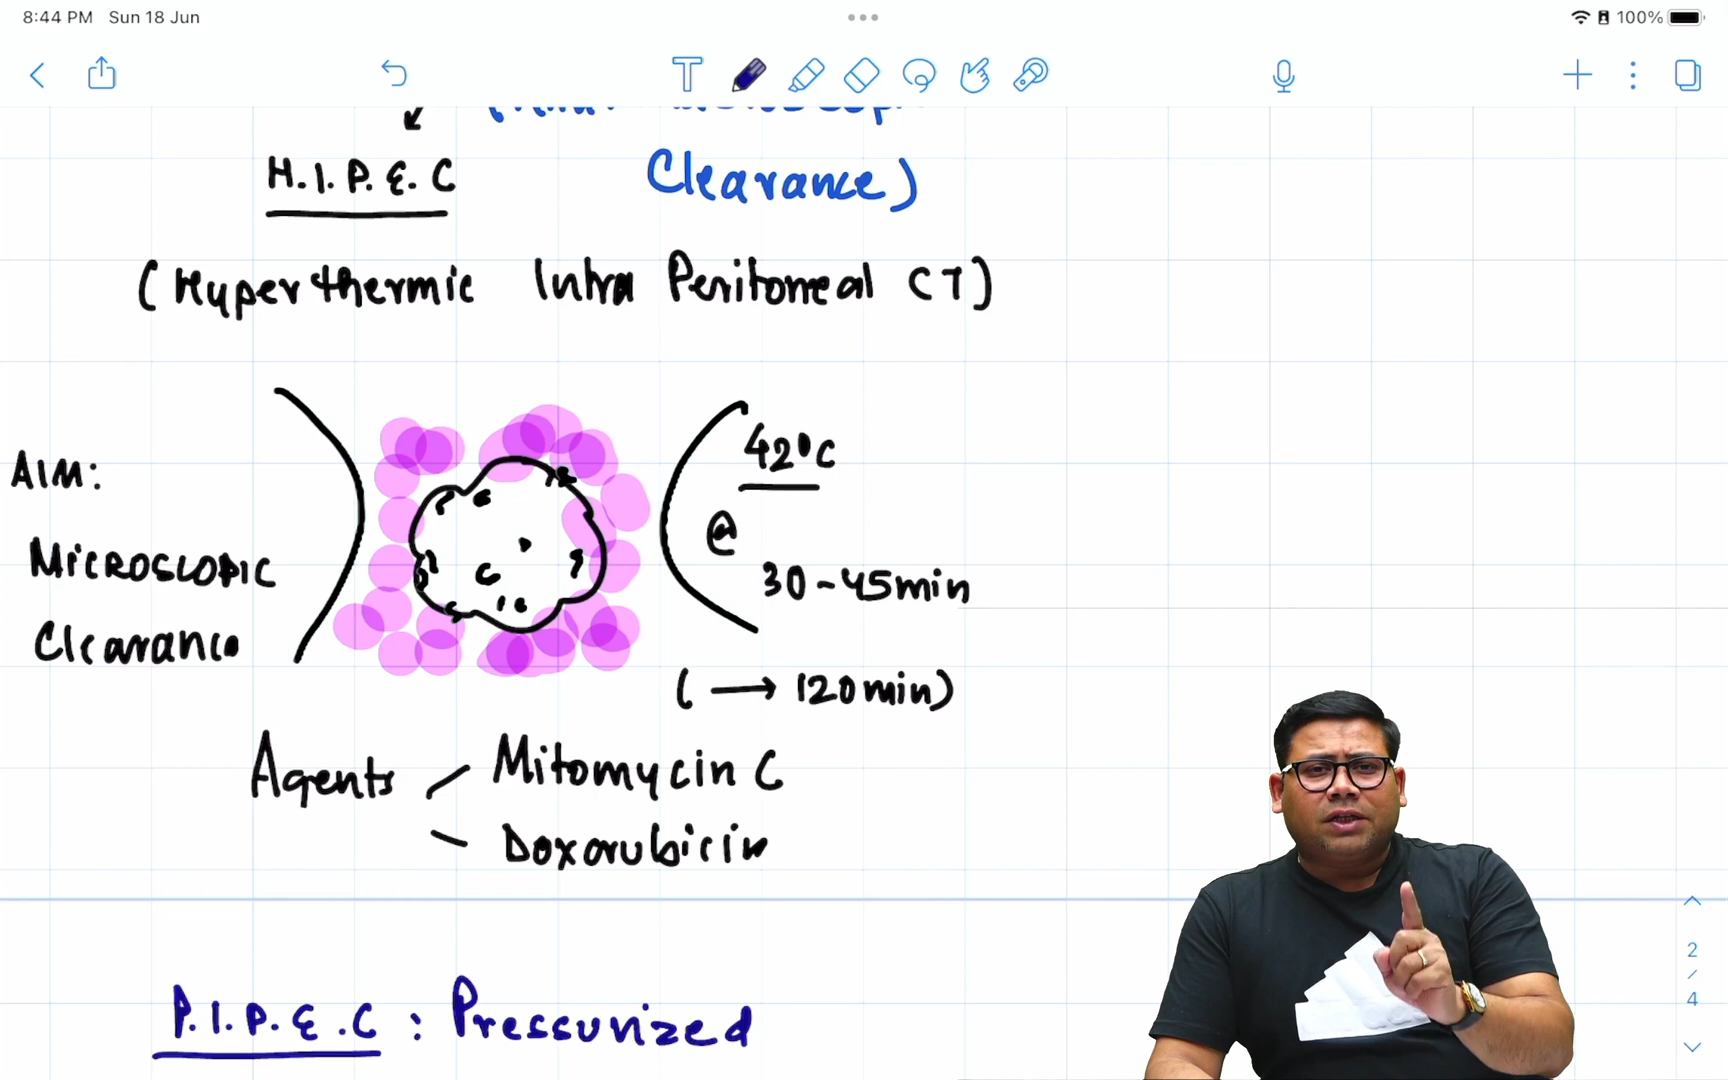 8:44 PM Sun 18 Jun
100%
H.I.P.E.C
Clearance)
(Hyperthermic Intra Peritoneal CT)
AIM:
Microscopic
Clearance
42°C
@
30-45min
(→ 120min)
Agents
Mitomycin C
Doxorubicin
P.I.P.E.C : Pressurized
2
/
4